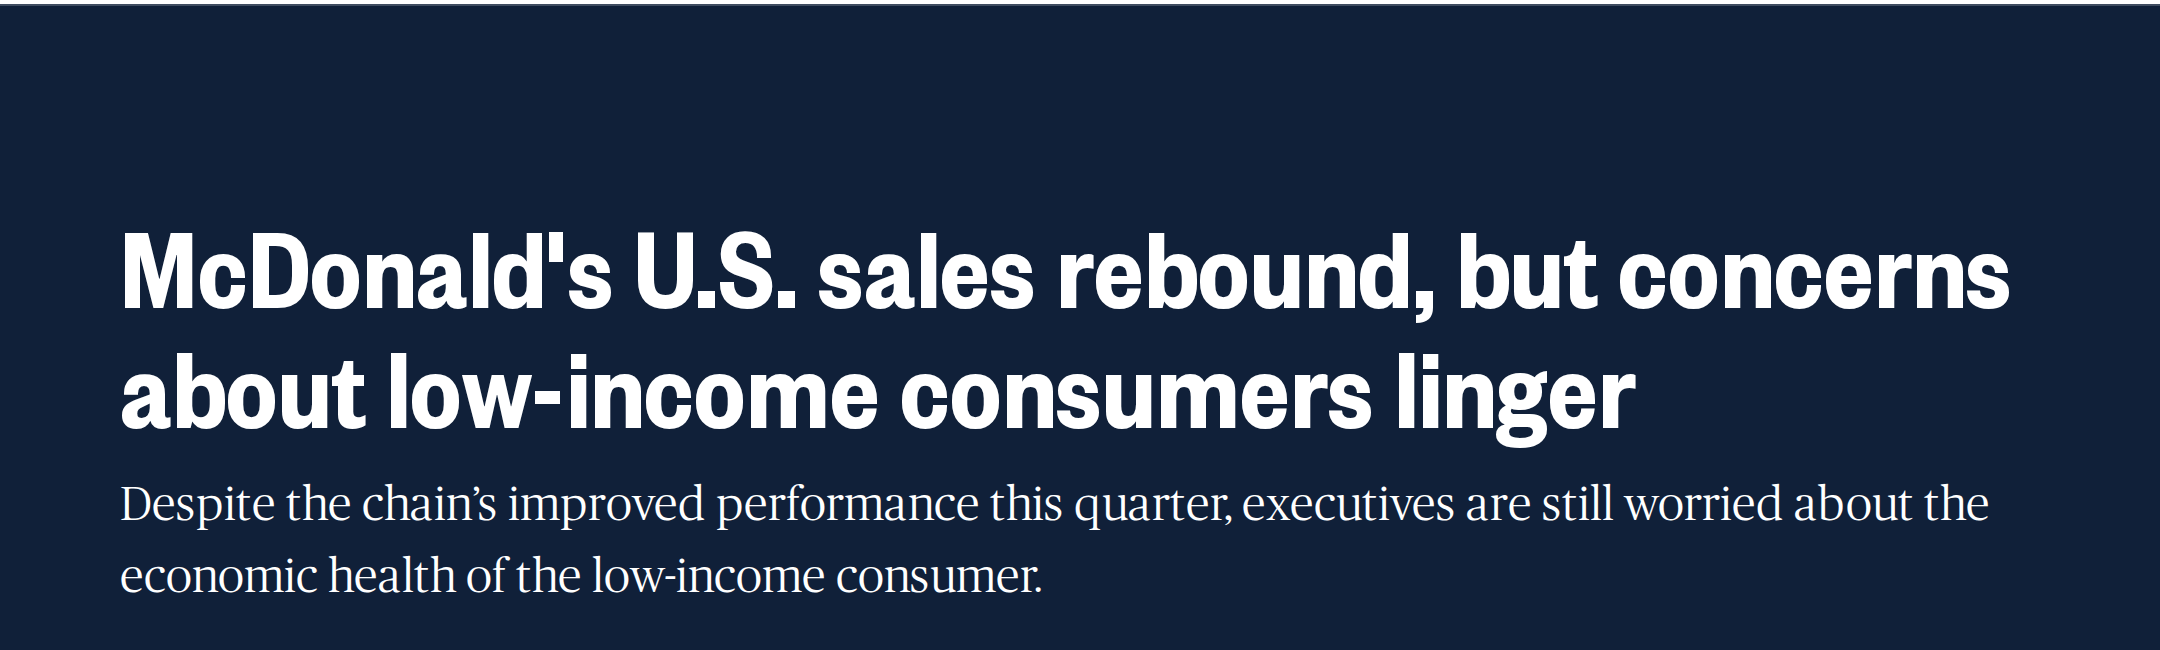 McDonald's U.S. sales rebound, but concerns
about low-income consumers linger
Despite the chain’s improved performance this quarter, executives are still worried about the
economic health of the low-income consumer.